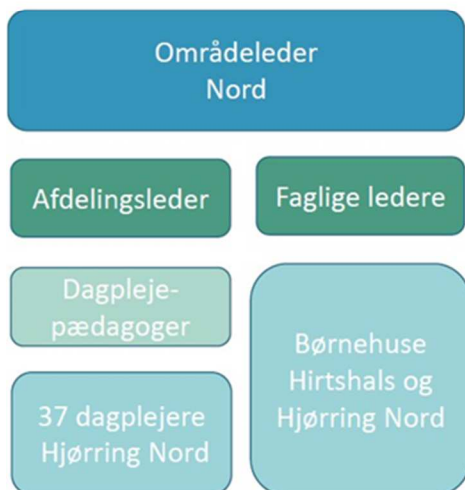 Områdeleder
Nord
Afdelingsleder
Faglige ledere
Dagpleje-
pædagoger
Børnehuse
Hirtshals og
Hjørring Nord
37 dagplejere
Hjørring Nord